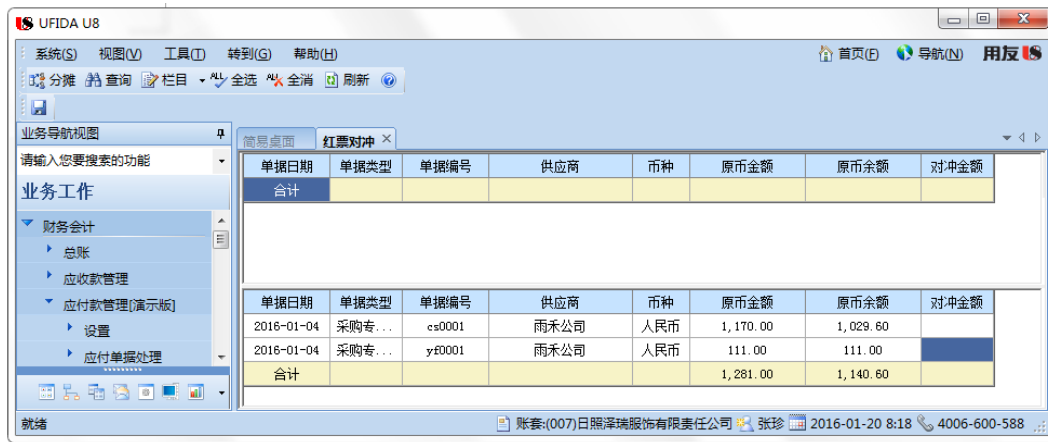 UFIDA U8
系统(S) 视图(V) 工具(T) 转到(G) 帮助(H) 首页(F) 导航(N) 用友
分摊 查询 栏目 全选 全消 刷新
业务导航视图
简易桌面 红票对冲
请输入您要搜索的功能
单据日期 单据类型 单据编号 供应商 币种 原币金额 原币余额 对冲金额
合计
业务工作
财务会计
总账
应收款管理
应付款管理[演示版]
设置
应付单据处理
单据日期 单据类型 单据编号 供应商 币种 原币金额 原币余额 对冲金额
2016-01-04 采购专... cs0001 雨禾公司 人民币 1,170.00 1,029.60
2016-01-04 采购专... yf0001 雨禾公司 人民币 111.00 111.00
合计 1,281.00 1,140.60
就绪 账套:(007)日照泽瑞服饰有限责任公司 张珍 2016-01-20 8:18 4006-600-588